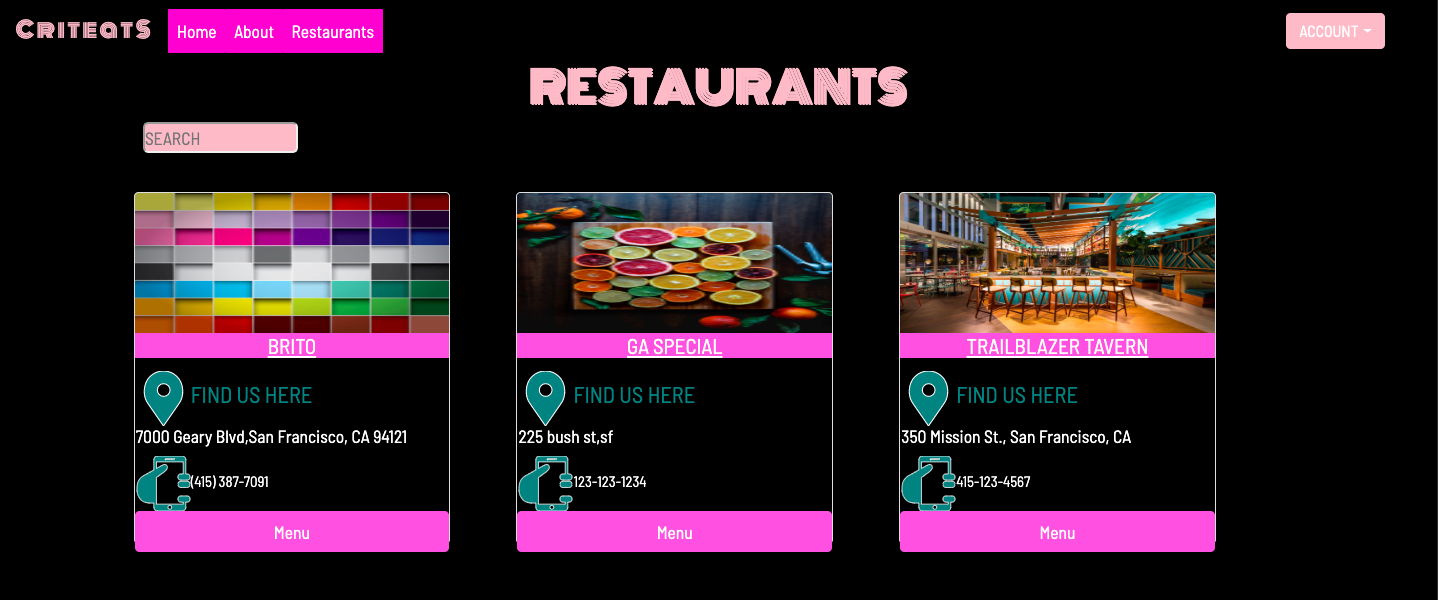 CRITEATS
Home About Restaurants
ACCOUNT
RESTAURANTS
SEARCH
BRITO
FIND US HERE
7000 Geary Blvd,San Francisco, CA 94121
(415) 387-7091
Menu
GA SPECIAL
FIND US HERE
225 bush st,sf
123-123-1234
Menu
TRAILBLAZER TAVERN
FIND US HERE
350 Mission St., San Francisco, CA
415-123-4567
Menu